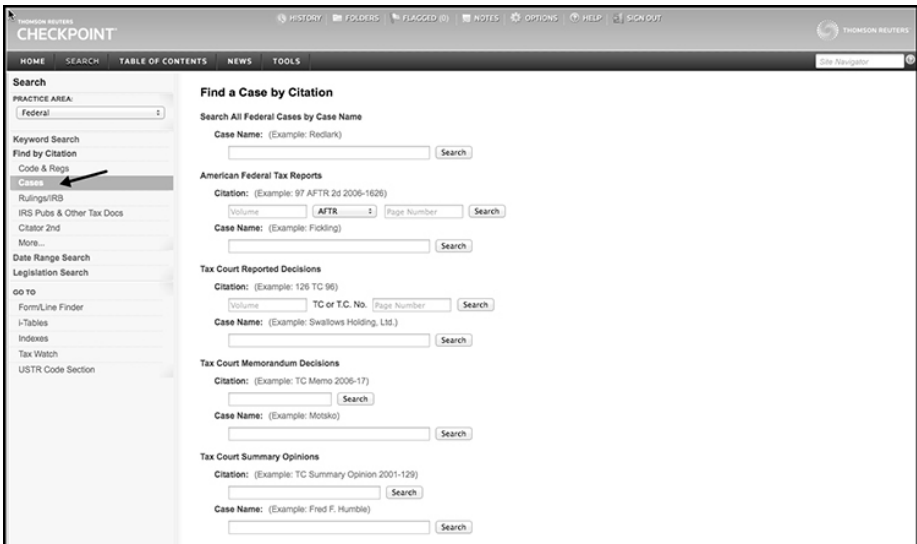 HISTORY FOLDERS FLAGGED (0) NOTES OPTIONS HELP SIGN OUT
THOMSON REUTERS
CHECKPOINT
THOMSON REUTERS
HOME SEARCH TABLE OF CONTENTS NEWS TOOLS Site Navigator
Search
PRACTICE AREA:
Federal
Keyword Search
Find by Citation
Code & Regs
Cases
Rulings/IRB
IRS Pubs & Other Tax Docs
Citator 2nd
More...
Date Range Search
Legislation Search
GO TO
Form/Line Finder
i-Tables
Indexes
Tax Watch
USTR Code Section
Find a Case by Citation
Search All Federal Cases by Case Name
Case Name: (Example: Redlark)
Search
American Federal Tax Reports
Citation: (Example: 97 AFTR 2d 2006-1626)
Volume AFTR Page Number Search
Case Name: (Example: Fickling)
Search
Tax Court Reported Decisions
Citation: (Example: 126 TC 96)
Volume TC or T.C. No. Page Number Search
Case Name: (Example: Swallows Holding, Ltd.)
Search
Tax Court Memorandum Decisions
Citation: (Example: TC Memo 2006-17)
Search
Case Name: (Example: Motsko)
Search
Tax Court Summary Opinions
Citation: (Example: TC Summary Opinion 2001-129)
Search
Case Name: (Example: Fred F. Humble)
Search